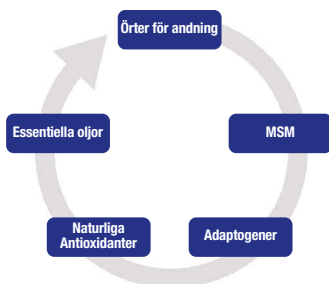 Örter för andning
MSM
Adaptogener
Naturliga
Antioxidanter
Essentiella oljor